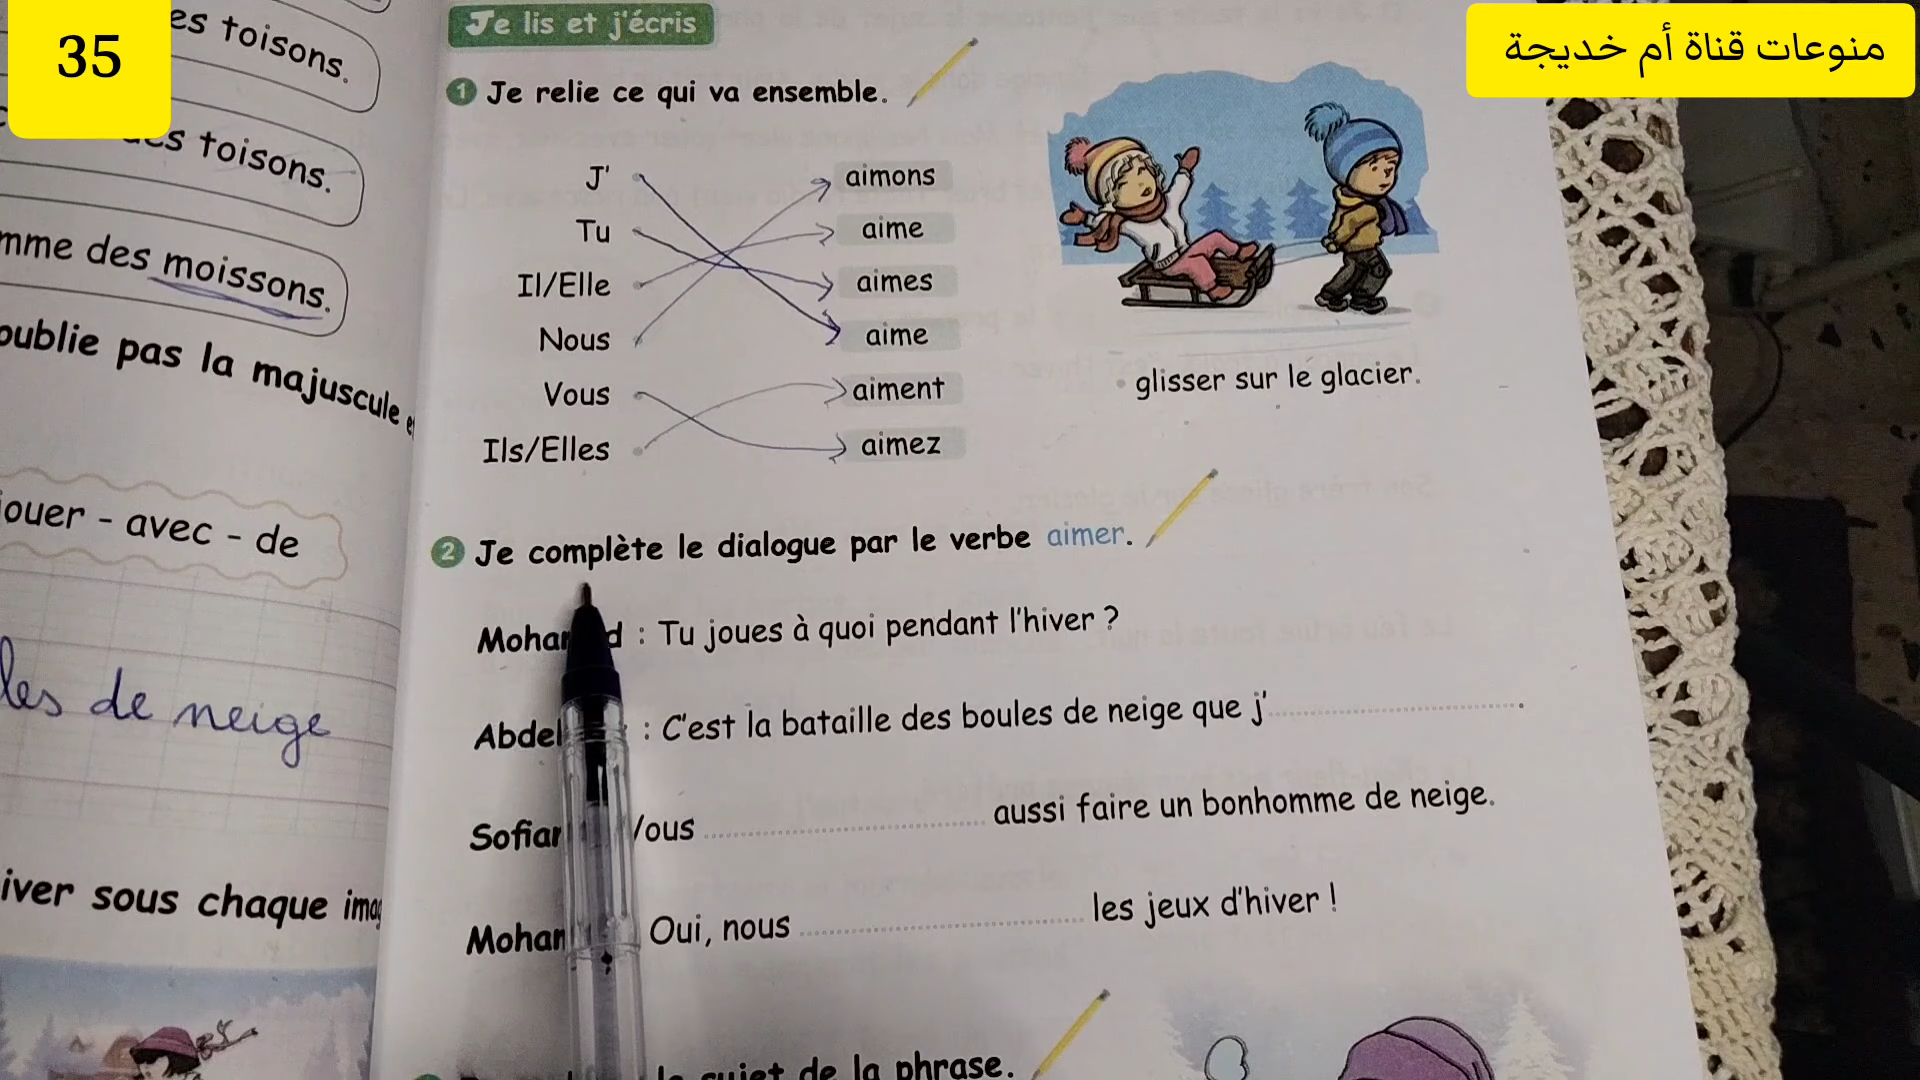 35
منوعات قناة أم خديجة
es toisons.
des toisons.
mme des moissons.
oublie pas la majuscule
jouer - avec - de
les de neige
iver sous chaque
Je lis et j'écris
1 Je relie ce qui va ensemble.
J' aimons
Tu aime
Il/Elle aimes
Nous aime
Vous aiment
Ils/Elles aimez
glisser sur le glacier.
2 Je complète le dialogue par le verbe aimer.
: Tu joues à quoi pendant l'hiver ?
: C'est la bataille des boules de neige que j' .
Vous aussi faire un bonhomme de neige.
Oui, nous les jeux d'hiver !
le sujet de la phrase.